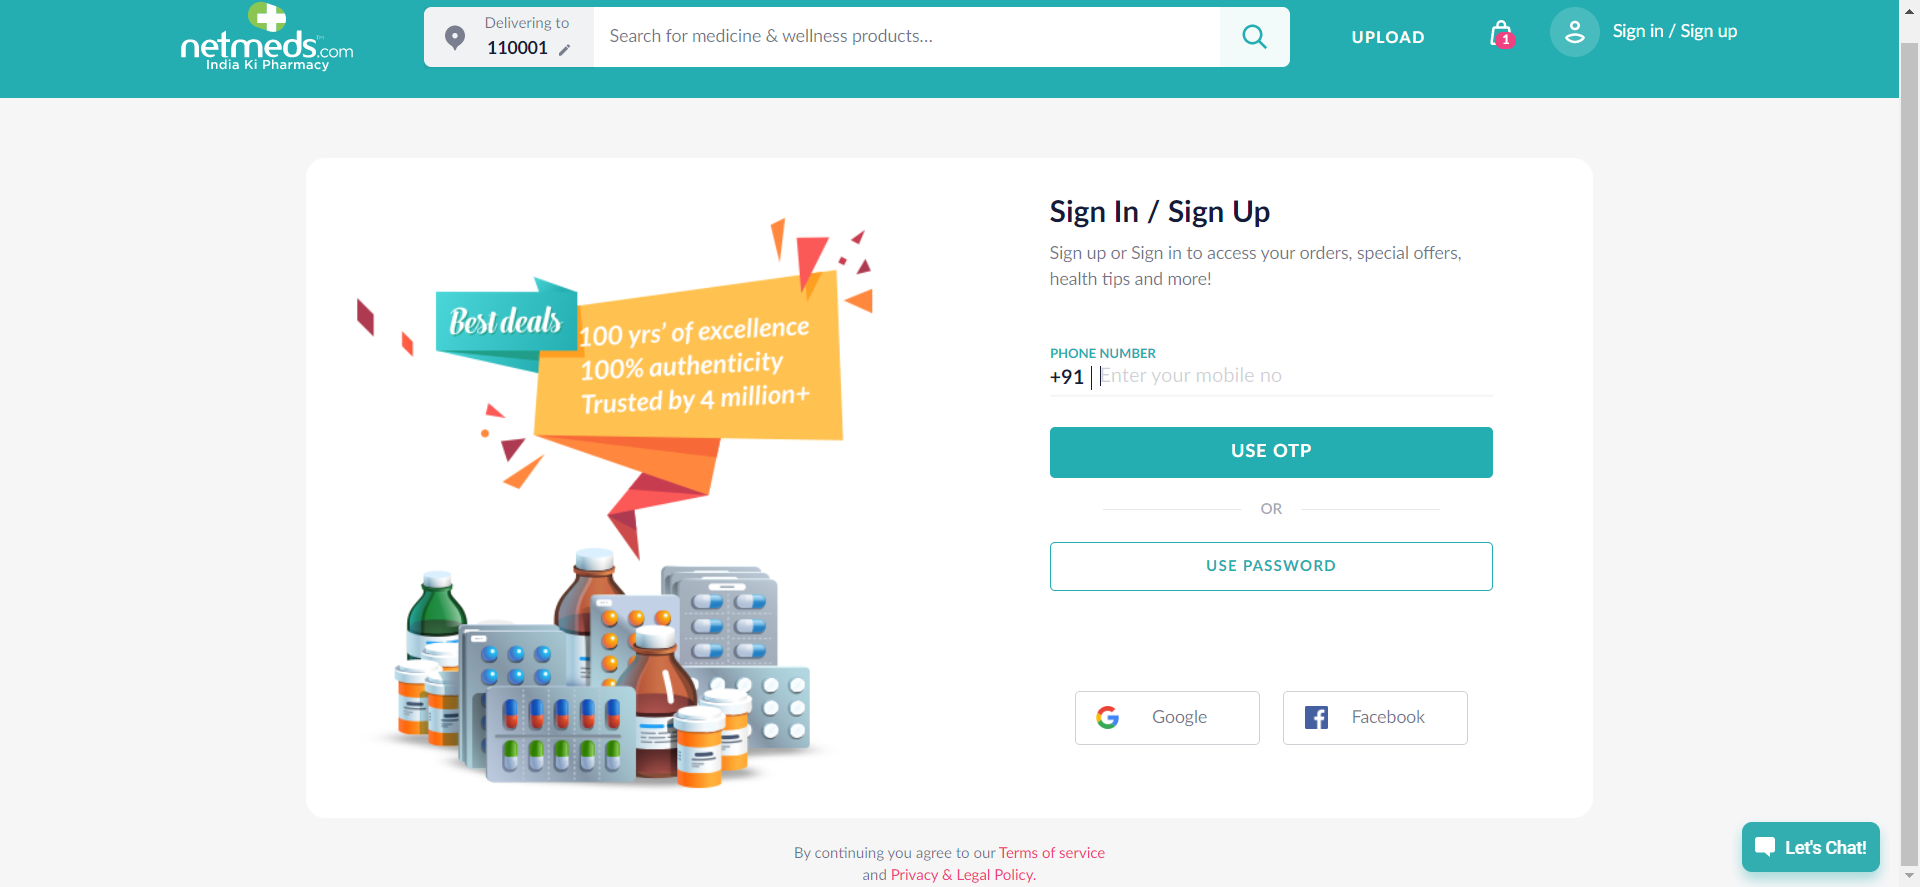 netmeds.com
India Ki Pharmacy
Delivering to
110001
Search for medicine & wellness products...
UPLOAD
1
Sign in / Sign up
Best deals
100 yrs' of excellence
100% authenticity
Trusted by 4 million+
Sign In / Sign Up
Sign up or Sign in to access your orders, special offers,
health tips and more!
PHONE NUMBER
+91 | Enter your mobile no
USE OTP
OR
USE PASSWORD
Google
Facebook
By continuing you agree to our Terms of service
and Privacy & Legal Policy.
Let's Chat!